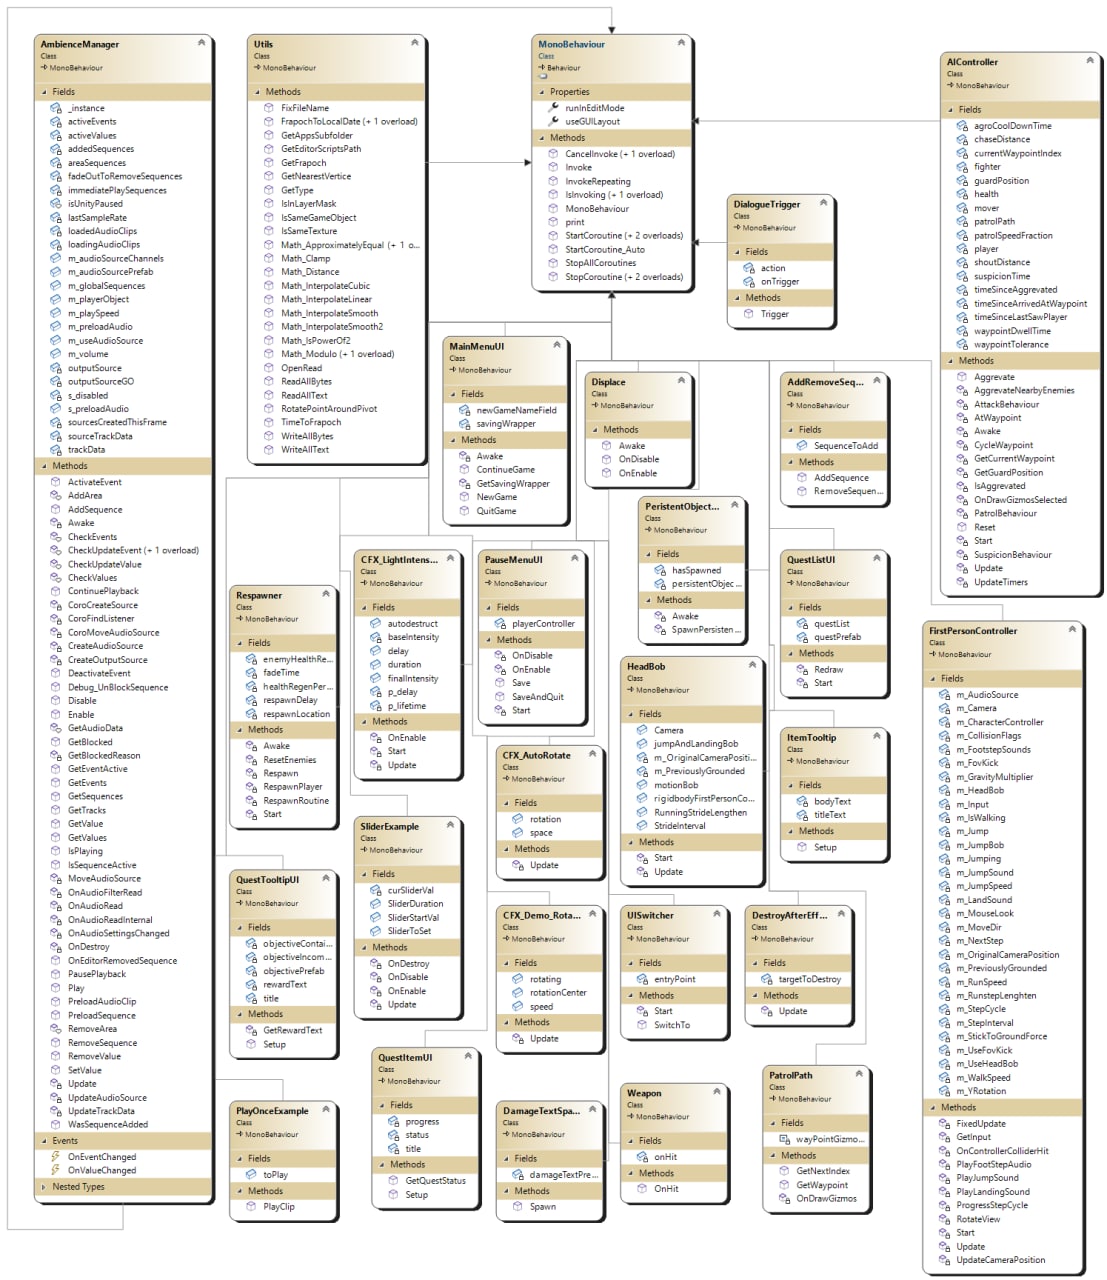 AmbienceManager
Class
MonoBehaviour
Fields
_instance
activeEvents
activeValues
addedSequences
areaSequences
fadeOutToRemoveSequences
immediatePlaySequences
isUnityPaused
lastSampleRate
loadedAudioClips
loadingAudioClips
m_audioSourceChannels
m_audioSourcePrefab
m_globalSequences
m_playerObject
m_playSpeed
m_preloadAudio
m_useAudioSource
m_volume
outputSource
outputSourceGO
s_disabled
s_preloadAudio
sourcesCreatedThisFrame
sourceTrackData
trackData
Methods
ActivateEvent
AddArea
AddSequence
Awake
CheckEvents
CheckUpdateEvent (+ 1 overload)
CheckUpdateValue
CheckValues
ContinuePlayback
CoroCreateSource
CoroFindListener
CoroMoveAudioSource
CreateAudioSource
CreateOutputSource
DeactivateEvent
Debug_UnBlockSequence
Disable
Enable
GetAudioData
GetBlocked
GetBlockedReason
GetEventActive
GetEvents
GetSequences
GetTracks
GetValue
GetValues
IsPlaying
IsSequenceActive
MoveAudioSource
OnAudioFilterRead
OnAudioRead
OnAudioReadInternal
OnAudioSettingsChanged
OnDestroy
OnEditorRemovedSequence
PausePlayback
Play
PreloadAudioClip
PreloadSequence
RemoveArea
RemoveSequence
RemoveValue
SetValue
Update
UpdateAudioSource
UpdateTrackData
WasSequenceAdded
Events
OnEventChanged
OnValueChanged
Nested Types
Utils
Class
MonoBehaviour
Methods
FixFileName
FrapochToLocalDate (+ 1 overload)
GetAppsSubfolder
GetEditorScriptsPath
GetFrapoch
GetNearestVertice
GetType
IsInLayerMask
IsSameGameObject
IsSameTexture
Math_ApproximatelyEqual (+ 1 o...
Math_Clamp
Math_Distance
Math_InterpolateCubic
Math_InterpolateLinear
Math_InterpolateSmooth
Math_InterpolateSmooth2
Math_IsPowerOf2
Math_Modulo (+ 1 overload)
OpenRead
ReadAllBytes
ReadAllText
RotatePointAroundPivot
TimeToFrapoch
WriteAllBytes
WriteAllText
MonoBehaviour
Class
Behaviour
Properties
runInEditMode
useGUILayout
Methods
CancelInvoke (+ 1 overload)
Invoke
InvokeRepeating
IsInvoking (+ 1 overload)
MonoBehaviour
print
StartCoroutine (+ 2 overloads)
StartCoroutine_Auto
StopAllCoroutines
StopCoroutine (+ 2 overloads)
DialogueTrigger
Class
MonoBehaviour
Fields
action
onTrigger
Methods
Trigger
AIController
Class
MonoBehaviour
Fields
agroCoolDownTime
chaseDistance
currentWaypointIndex
fighter
guardPosition
health
mover
patrolPath
patrolSpeedFraction
player
shoutDistance
suspicionTime
timeSinceAggrevated
timeSinceArrivedAtWaypoint
timeSinceLastSawPlayer
waypointDwellTime
waypointTolerance
Methods
Aggrevate
AggrevateNearbyEnemies
AttackBehaviour
AtWaypoint
Awake
CycleWaypoint
GetCurrentWaypoint
GetGuardPosition
IsAggrevated
OnDrawGizmosSelected
PatrolBehaviour
Reset
Start
SuspicionBehaviour
Update
UpdateTimers
MainMenuUI
Class
MonoBehaviour
Fields
newGameNameField
savingWrapper
Methods
Awake
ContinueGame
GetSavingWrapper
NewGame
QuitGame
Displace
Class
MonoBehaviour
Methods
Awake
OnDisable
OnEnable
AddRemoveSeq...
Class
MonoBehaviour
Fields
SequenceToAdd
Methods
AddSequence
RemoveSequen...
PeristentObject...
Class
MonoBehaviour
Fields
hasSpawned
persistentObjec...
Methods
Awake
SpawnPersisten...
QuestListUI
Class
MonoBehaviour
Fields
questList
questPrefab
Methods
Redraw
Start
CFX_LightIntens...
Class
MonoBehaviour
Fields
autodestruct
baseIntensity
delay
duration
finalIntensity
p_delay
p_lifetime
Methods
OnEnable
Start
Update
PauseMenuUI
Class
MonoBehaviour
Fields
playerController
Methods
OnDisable
OnEnable
Save
SaveAndQuit
Start
Respawner
Class
MonoBehaviour
Fields
enemyHealthRe...
fadeTime
healthRegenPer...
respawnDelay
respawnLocation
Methods
Awake
ResetEnemies
Respawn
RespawnPlayer
RespawnRoutine
Start
HeadBob
Class
MonoBehaviour
Fields
Camera
jumpAndLandingBob
m_OriginalCameraPositi...
m_PreviouslyGrounded
motionBob
rigidbodyFirstPersonCo...
RunningStrideLengthen
StrideInterval
Methods
Start
Update
FirstPersonController
Class
MonoBehaviour
Fields
m_AudioSource
m_Camera
m_CharacterController
m_CollisionFlags
m_FootstepSounds
m_FovKick
m_GravityMultiplier
m_HeadBob
m_Input
m_IsWalking
m_Jump
m_JumpBob
m_Jumping
m_JumpSound
m_JumpSpeed
m_LandSound
m_MouseLook
m_MoveDir
m_NextStep
m_OriginalCameraPosition
m_PreviouslyGrounded
m_RunSpeed
m_RunstepLenghten
m_StepCycle
m_StepInterval
m_StickToGroundForce
m_UseFovKick
m_UseHeadBob
m_WalkSpeed
m_YRotation
Methods
FixedUpdate
GetInput
OnControllerColliderHit
PlayFootStepAudio
PlayJumpSound
PlayLandingSound
ProgressStepCycle
RotateView
Start
Update
UpdateCameraPosition
ItemTooltip
Class
MonoBehaviour
Fields
bodyText
titleText
Methods
Setup
CFX_AutoRotate
Class
MonoBehaviour
Fields
rotation
space
Methods
Update
SliderExample
Class
MonoBehaviour
Fields
curSliderVal
SliderDuration
SliderStartVal
SliderToSet
Methods
OnDestroy
OnDisable
OnEnable
Update
QuestTooltipUI
Class
MonoBehaviour
Fields
objectiveContai...
objectiveIncom...
objectivePrefab
rewardText
title
Methods
GetRewardText
Setup
CFX_Demo_Rota...
Class
MonoBehaviour
Fields
rotating
rotationCenter
speed
Methods
Update
UISwitcher
Class
MonoBehaviour
Fields
entryPoint
Methods
Start
SwitchTo
DestroyAfterEff...
Class
MonoBehaviour
Fields
targetToDestroy
Methods
Update
QuestItemUI
Class
MonoBehaviour
Fields
progress
status
title
Methods
GetQuestStatus
Setup
PatrolPath
Class
MonoBehaviour
Fields
wayPointGizmo...
Methods
GetNextIndex
GetWaypoint
OnDrawGizmos
Weapon
Class
MonoBehaviour
Fields
onHit
Methods
OnHit
PlayOnceExample
Class
MonoBehaviour
Fields
toPlay
Methods
PlayClip
DamageTextSpa...
Class
MonoBehaviour
Fields
damageTextPre...
Methods
Spawn